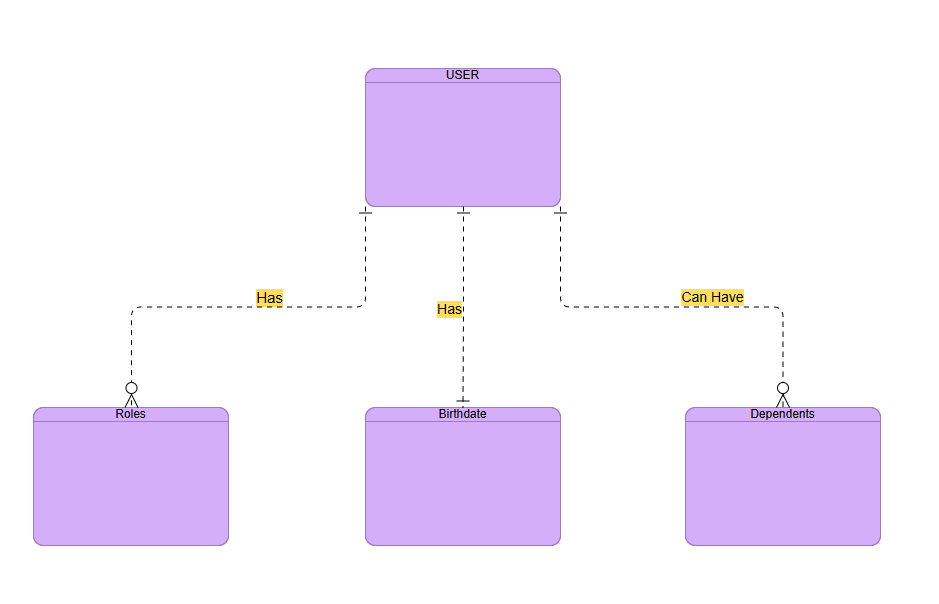 USER
Has
Has
Can Have
Roles
Birthdate
Dependents